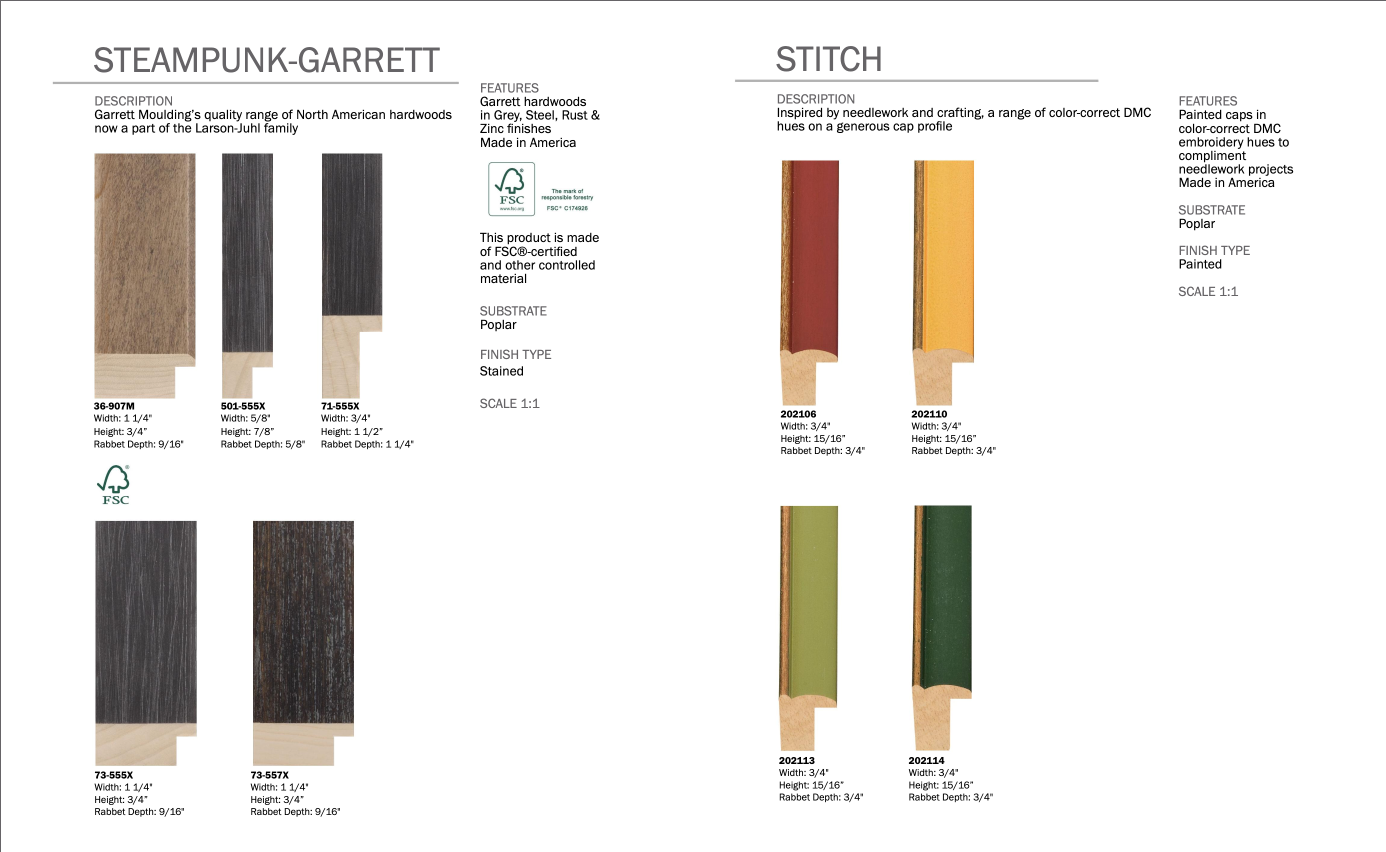 STEAMPUNK-GARRETT
DESCRIPTION
Garrett Moulding's quality range of North American hardwoods
now a part of the Larson-Juhl family
FEATURES
Garrett hardwoods
in Grey, Steel, Rust &
Zinc finishes
Made in America
FSC
www.fsc.org
The mark of
responsible forestry
FSC® C174928
This product is made
of FSC®-certified
and other controlled
material
SUBSTRATE
Poplar
FINISH TYPE
Stained
SCALE 1:1
36-907M
Width: 1 1/4"
Height: 3/4”
Rabbet Depth: 9/16"
501-555X
Width: 5/8"
Height: 7/8”
Rabbet Depth: 5/8"
71-555X
Width: 3/4"
Height: 1 1/2”
Rabbet Depth: 1 1/4"
FSC
73-555X
Width: 1 1/4"
Height: 3/4”
Rabbet Depth: 9/16"
73-557X
Width: 1 1/4"
Height: 3/4”
Rabbet Depth: 9/16"
STITCH
DESCRIPTION
Inspired by needlework and crafting, a range of color-correct DMC
hues on a generous cap profile
FEATURES
Painted caps in
color-correct DMC
embroidery hues to
compliment
needlework projects
Made in America
SUBSTRATE
Poplar
FINISH TYPE
Painted
SCALE 1:1
202106
Width: 3/4"
Height: 15/16”
Rabbet Depth: 3/4"
202110
Width: 3/4"
Height: 15/16”
Rabbet Depth: 3/4"
202113
Width: 3/4"
Height: 15/16”
Rabbet Depth: 3/4"
202114
Width: 3/4"
Height: 15/16”
Rabbet Depth: 3/4"